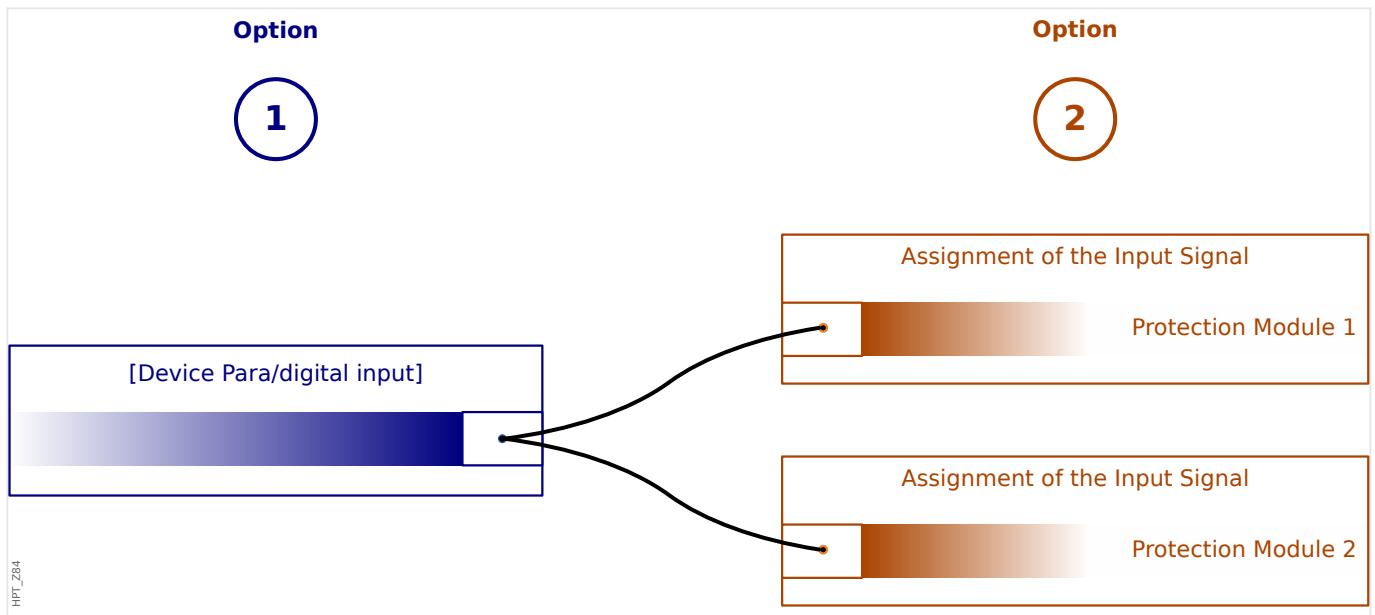 Option
1
Option
2
[Device Para/digital input]
Assignment of the Input Signal
Protection Module 1
Assignment of the Input Signal
Protection Module 2
HPT_Z84